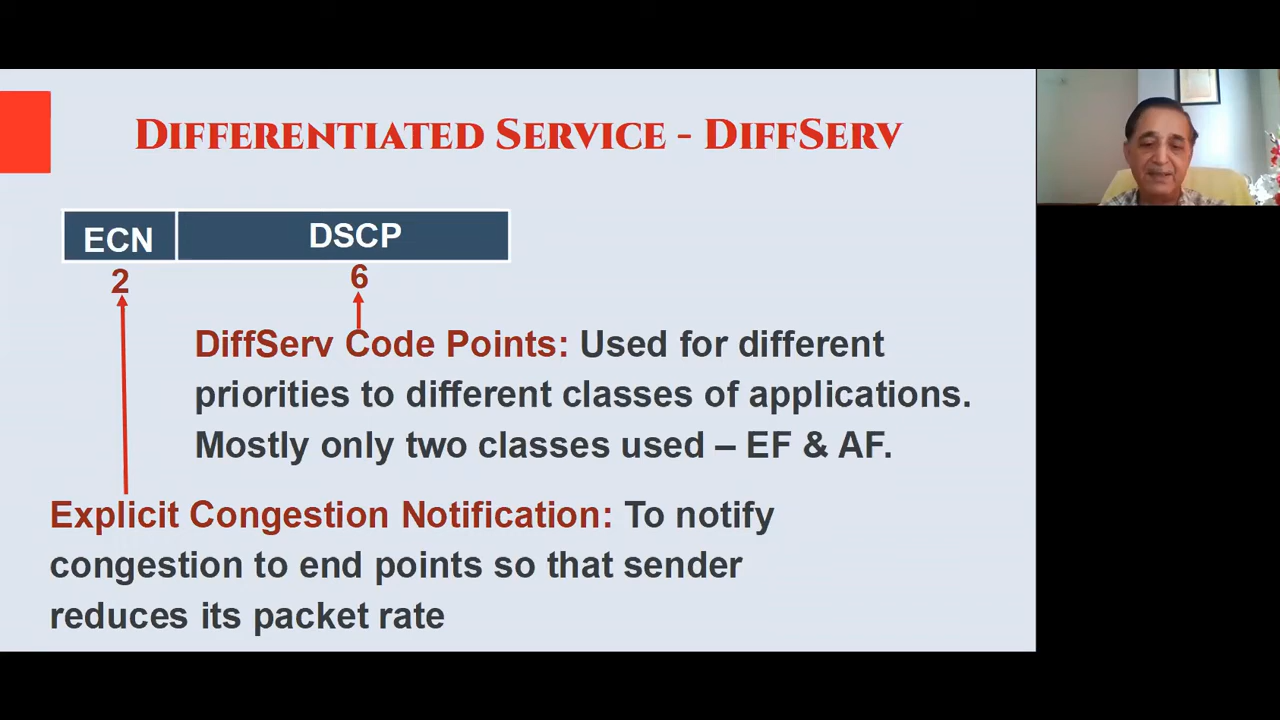 DIFFERENTIATED SERVICE - DIFFSERV
ECN DSCP
2 6
DiffServ Code Points: Used for different
priorities to different classes of applications.
Mostly only two classes used – EF & AF.
Explicit Congestion Notification: To notify
congestion to end points so that sender
reduces its packet rate